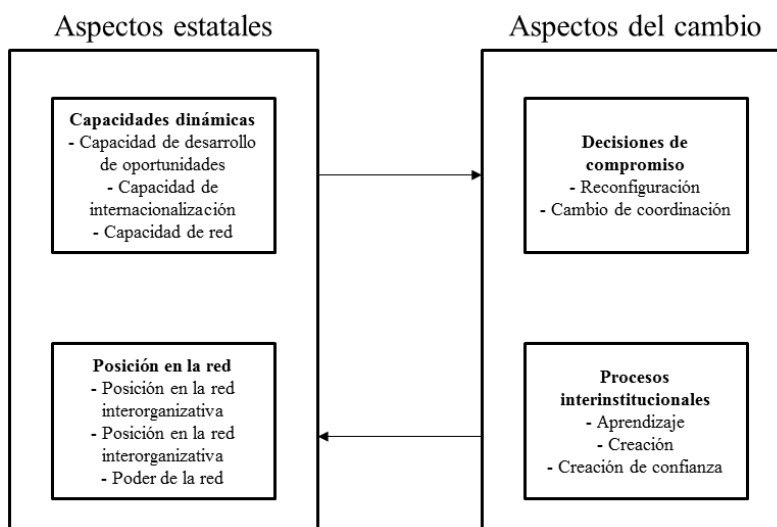 Aspectos estatales
Capacidades dinámicas
- Capacidad de desarrollo
de oportunidades
- Capacidad de
internacionalización
- Capacidad de red
Posición en la red
- Posición en la red
interorganizativa
- Posición en la red
interorganizativa
- Poder de la red
Aspectos del cambio
Decisiones de
compromiso
- Reconfiguración
- Cambio de coordinación
Procesos
interinstitucionales
- Aprendizaje
- Creación
- Creación de confianza